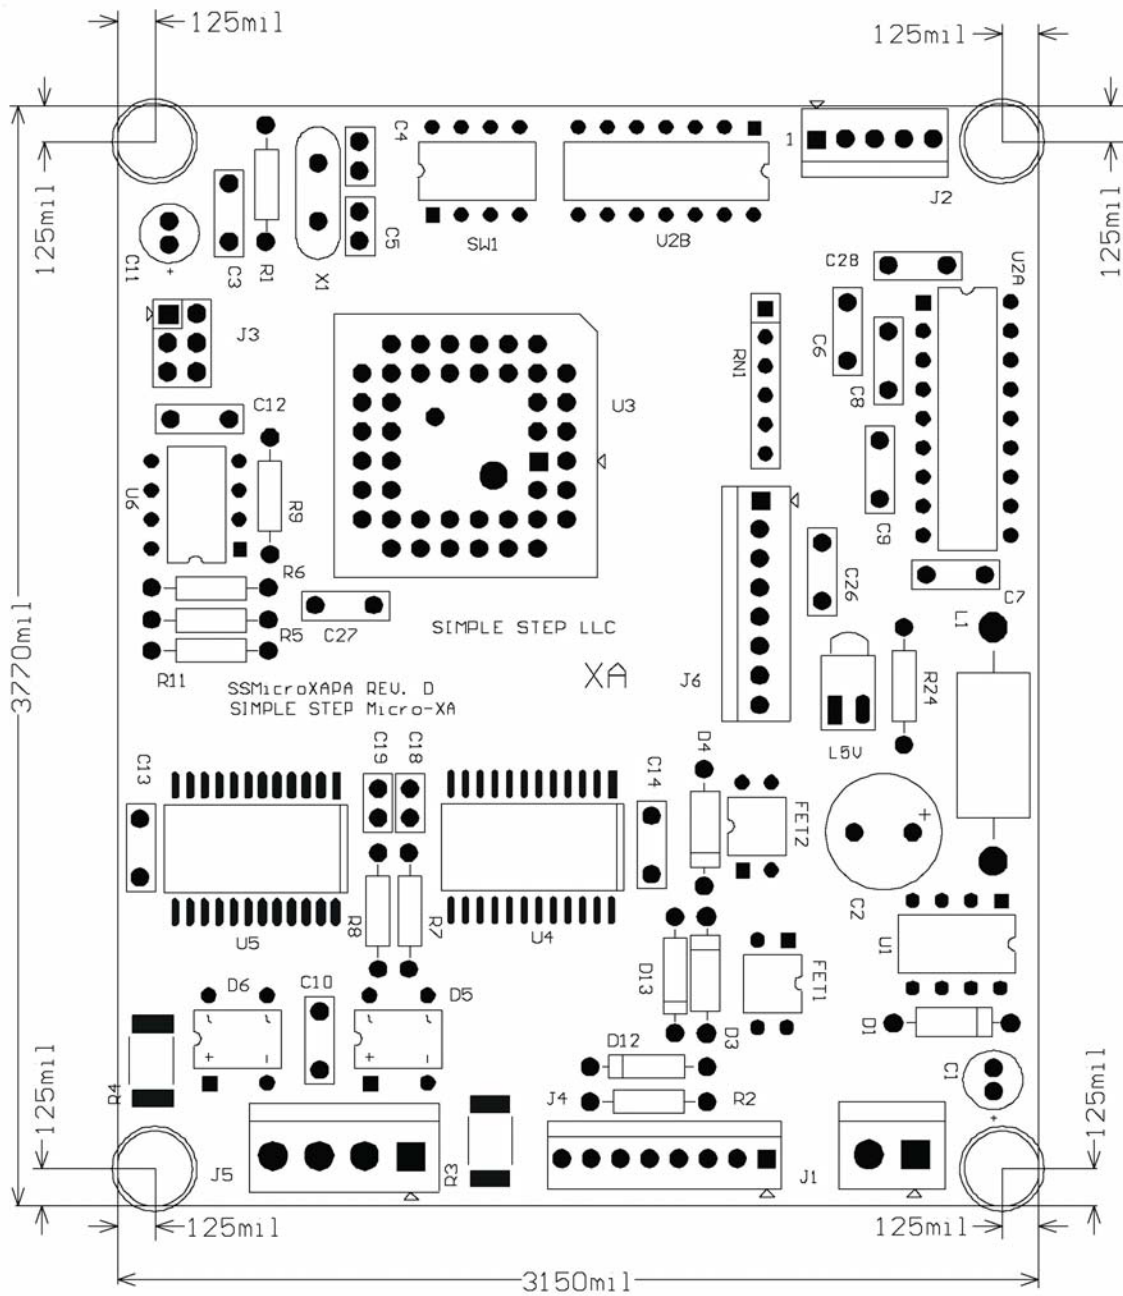 125mil
125mil
125mil
125mil
C4
1
J2
SW1
U2B
C5
C11
+
C3
R1
X1
C28
U2A
J3
RN1
C6
C8
C12
U3
U6
R9
C9
R6
C26
C7
L1
R5
C27
SIMPLE STEP LLC
R11
XA
J6
R24
SSMicroXAPA REV. D
SIMPLE STEP Micro-XA
3770mil
C13
C19
C18
C14
D4
L5V
FET2
+
C2
U5
R8
R7
U4
U1
D6
C10
D5
D13
FET1
D3
D1
+
-
+
-
D12
R4
J4
R2
C1
+
125mil
125mil
J5
R3
J1
125mil
125mil
3150mil